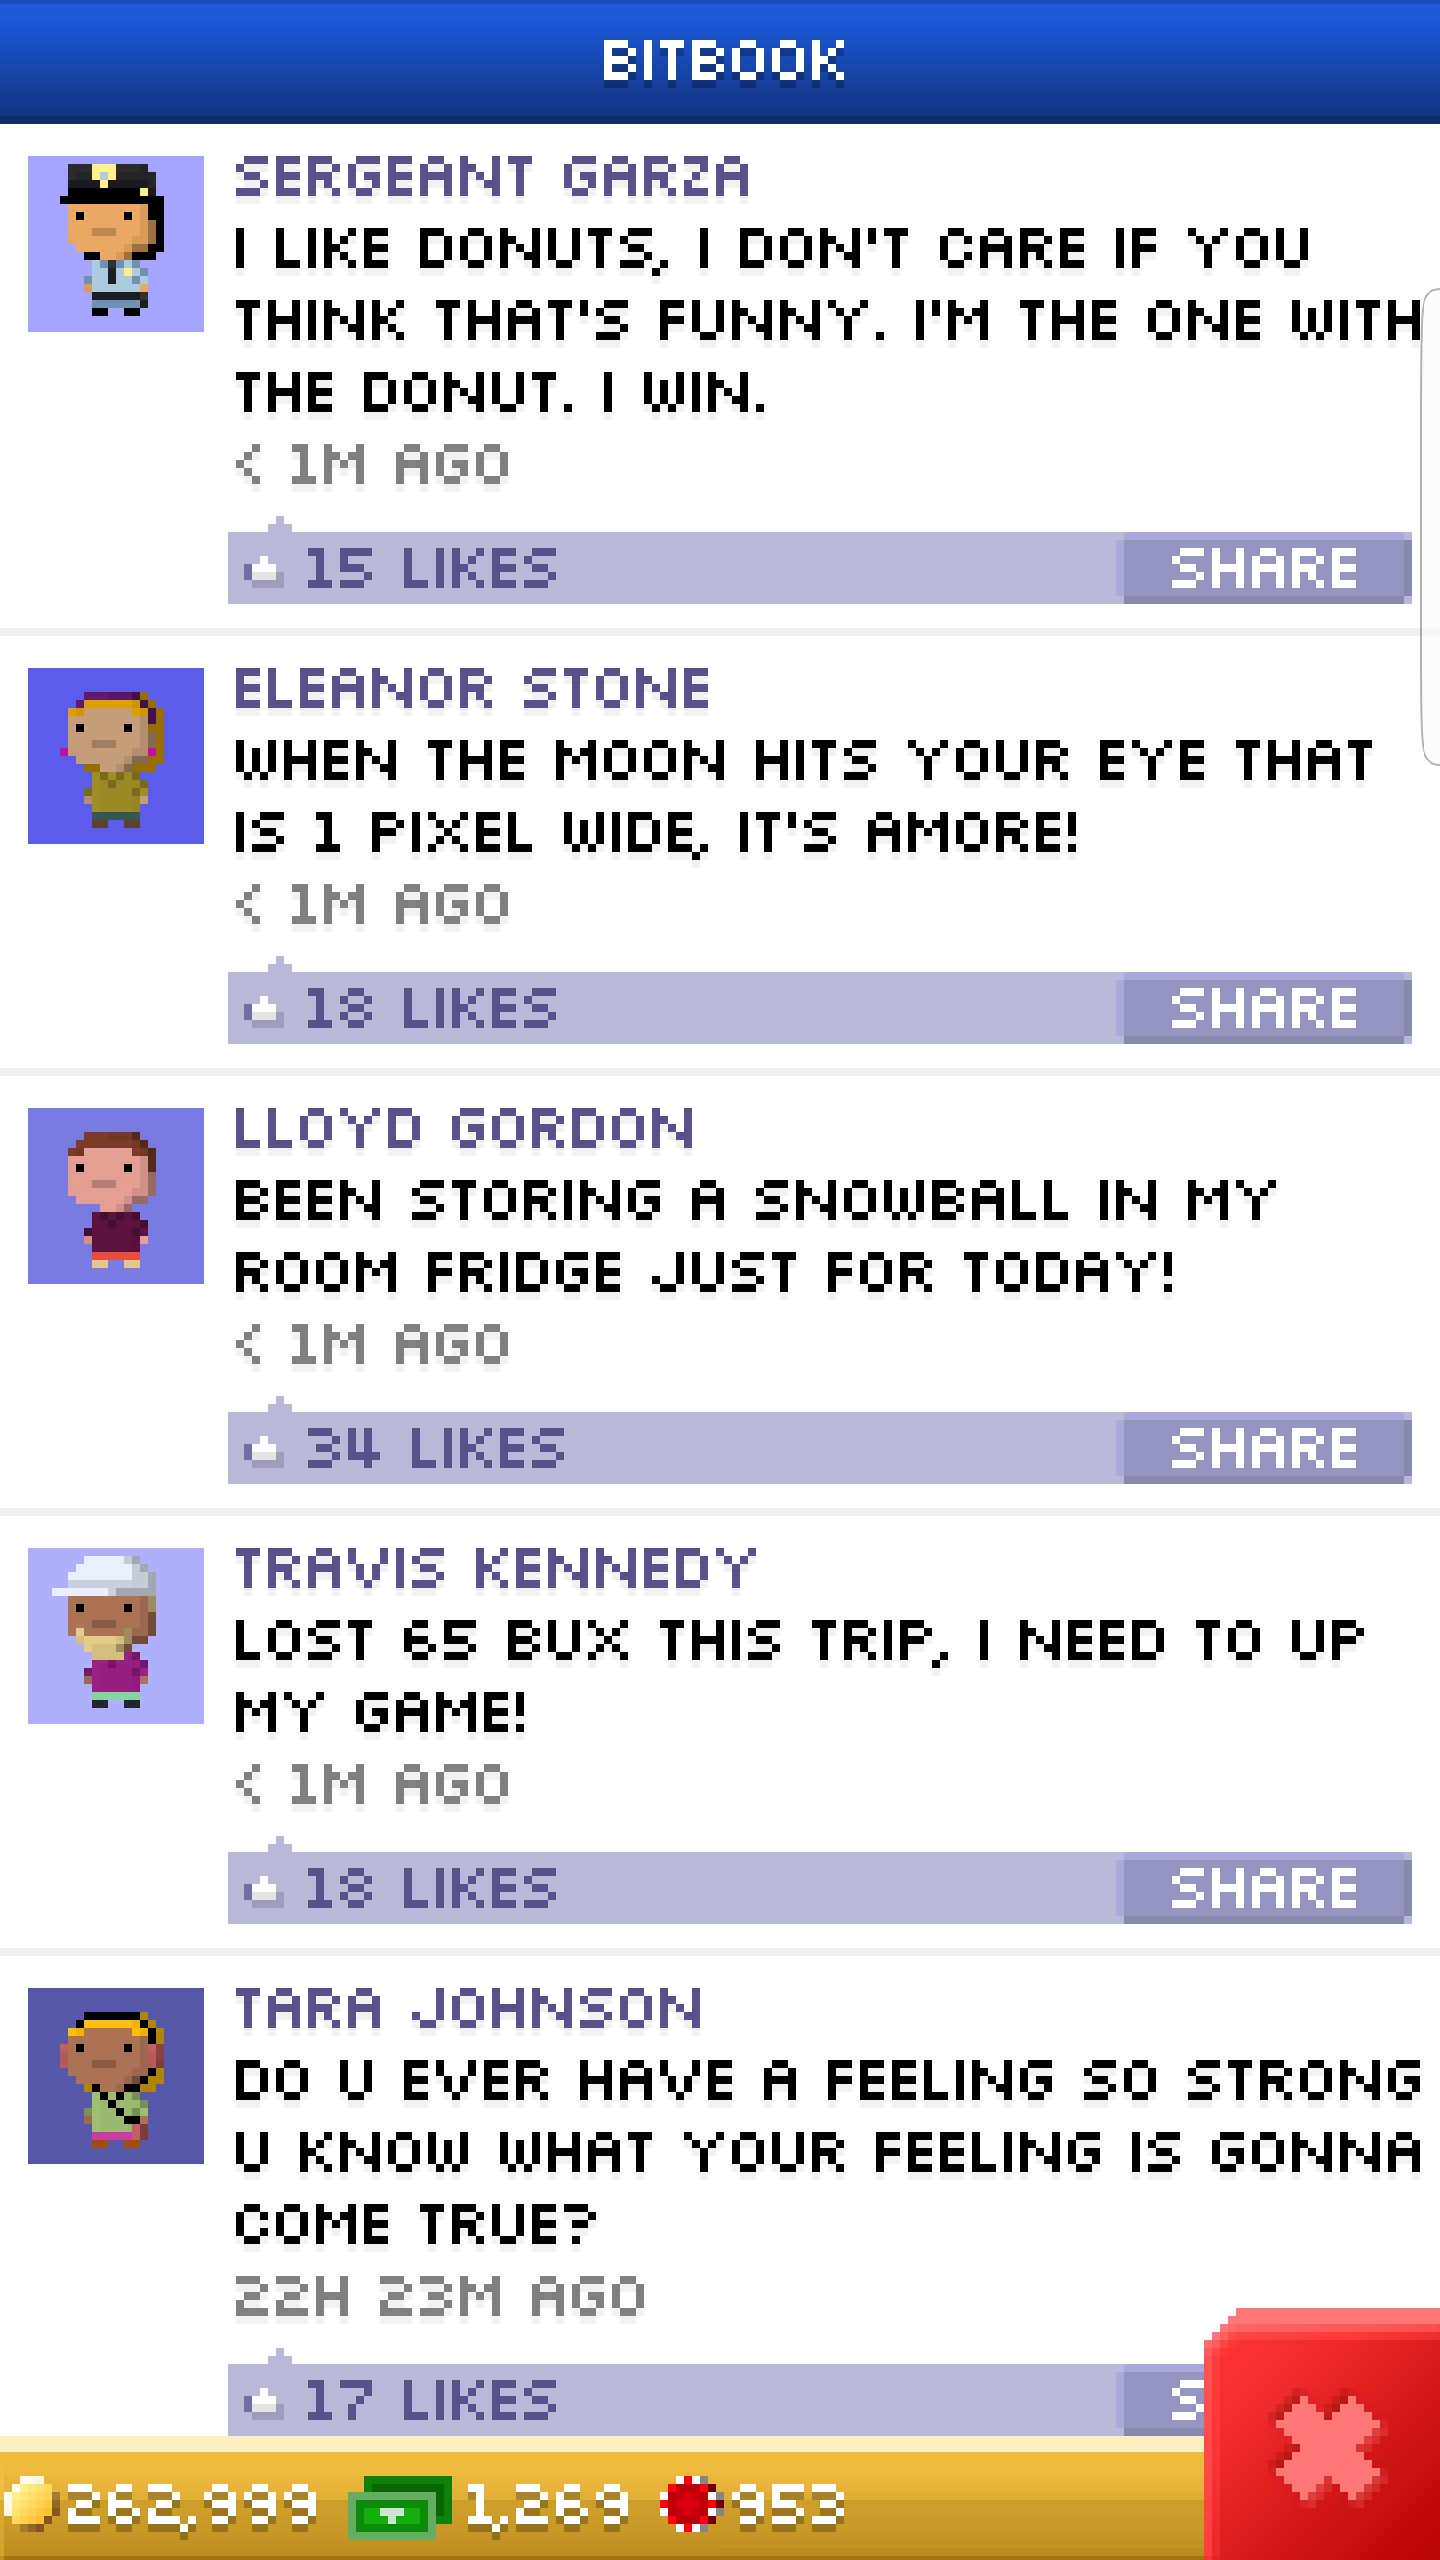 BITBOOK
SERGEANT GARZA
I LIKE DONUTS, I DON'T CARE IF YOU
THINK THAT'S FUNNY. I'M THE ONE WITH
THE DONUT. I WIN.
< 1M AGO
15 LIKES SHARE
ELEANOR STONE
WHEN THE MOON HITS YOUR EYE THAT
IS 1 PIXEL WIDE, IT'S AMORE!
< 1M AGO
18 LIKES SHARE
LLOYD GORDON
BEEN STORING A SNOWBALL IN MY
ROOM FRIDGE JUST FOR TODAY!
< 1M AGO
34 LIKES SHARE
TRAVIS KENNEDY
LOST 65 BUX THIS TRIP, I NEED TO UP
MY GAME!
< 1M AGO
18 LIKES SHARE
TARA JOHNSON
DO U EVER HAVE A FEELING SO STRONG
U KNOW WHAT YOUR FEELING IS GONNA
COME TRUE?
22H 23M AGO
17 LIKES S
262,999 1,269 953